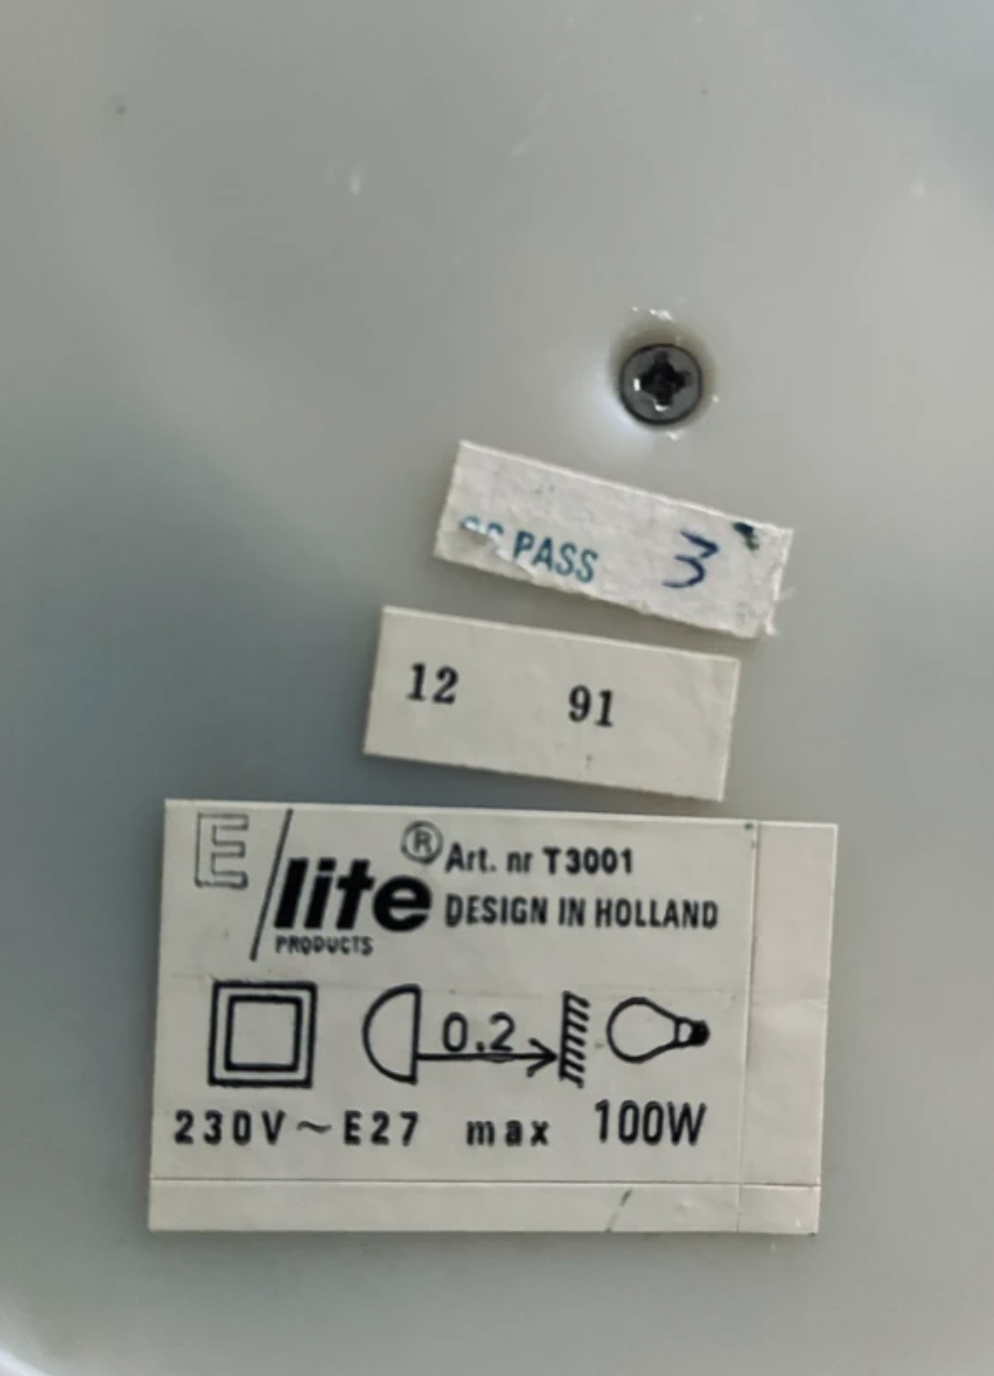 PASS 3
12 91
E/lite® Art. nr T3001
PRODUCTS DESIGN IN HOLLAND
0.2
230V~E27 max 100W